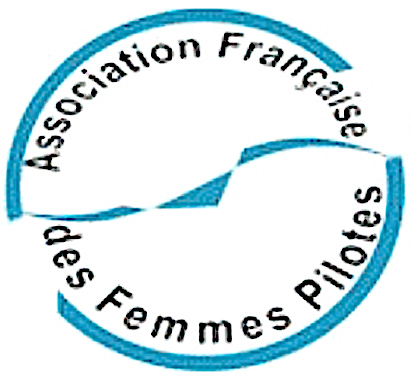 Association Française
des Femmes Pilotes